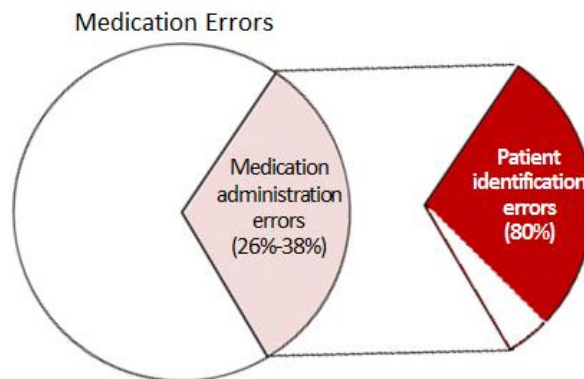 Medication Errors
Medication
administration
errors
(26%-38%)
Patient
identification
errors
(80%)